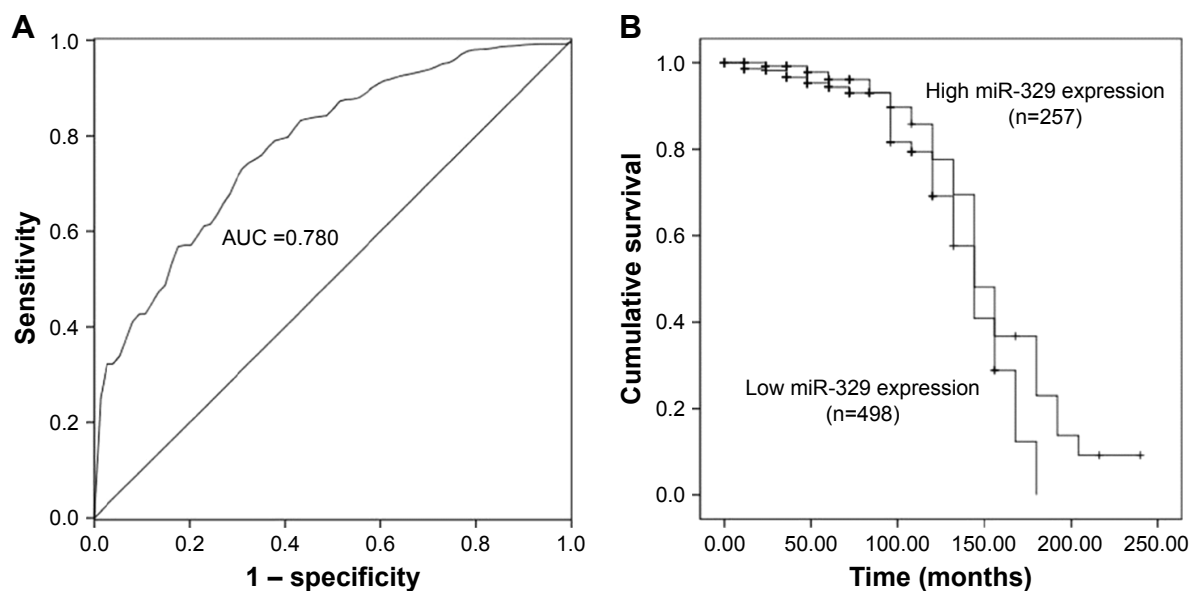 A
1.0
0.8
0.6
0.4
0.2
0.0
Sensitivity
AUC =0.780
0.0 0.2 0.4 0.6 0.8 1.0
1 – specificity
B
1.0
0.8
0.6
0.4
0.2
0.0
Cumulative survival
High miR-329 expression
(n=257)
Low miR-329 expression
(n=498)
0.00 50.00 100.00 150.00 200.00 250.00
Time (months)